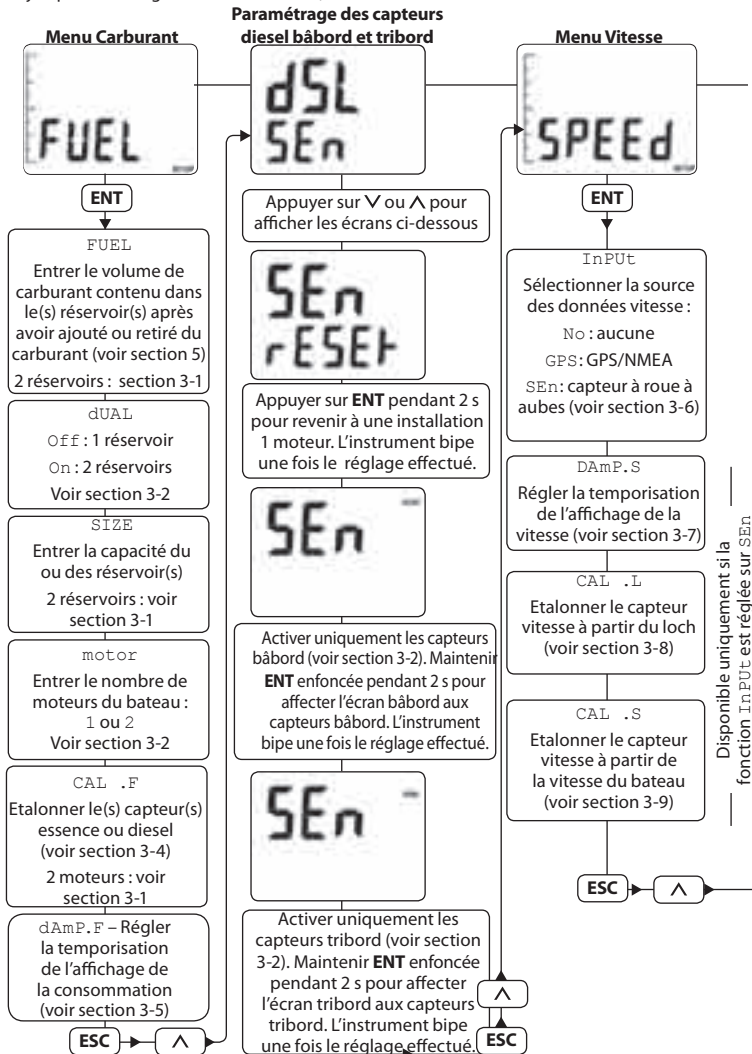 Menu Carburant
FUEL
ENT
FUEL
Entrer le volume de
carburant contenu dans
le(s) réservoir(s) après
avoir ajouté ou retiré du
carburant (voir section 5)
2 réservoirs : section 3-1
dUAL
Off : 1 réservoir
On : 2 réservoirs
Voir section 3-2
SIZE
Entrer la capacité du
ou des réservoir(s)
2 réservoirs : voir
section 3-1
motor
Entrer le nombre de
moteurs du bateau :
1 ou 2
Voir section 3-2
CAL .F
Etalonner le(s) capteur(s)
essence ou diesel
(voir section 3-4)
2 moteurs : voir
section 3-1
dAmP.F – Régler
la temporisation
de l'affichage de
la consommation
(voir section 3-5)
ESC
Paramétrage des capteurs
diesel bâbord et tribord
dSL
SEn
Appuyer sur ∨ ou ∧ pour
afficher les écrans ci-dessous
SEn
rESEt
Appuyer sur ENT pendant 2 s
pour revenir à une installation
1 moteur. L'instrument bipe
une fois le réglage effectué.
SEn
Activer uniquement les capteurs
bâbord (voir section 3-2). Maintenir
ENT enfoncée pendant 2 s pour
affecter l'écran bâbord aux
capteurs bâbord. L'instrument
bipe une fois le réglage effectué.
SEn
Activer uniquement les
capteurs tribord (voir section
3-2). Maintenir ENT enfoncée
pendant 2 s pour affecter
l'écran tribord aux capteurs
tribord. L'instrument bipe
une fois le réglage effectué.
ESC
Menu Vitesse
SPEEd
ENT
InPUt
Sélectionner la source
des données vitesse :
No : aucune
GPS: GPS/NMEA
SEn: capteur à roue à
aubes (voir section 3-6)
DAmP.S
Régler la temporisation
de l'affichage de la
vitesse (voir section 3-7)
CAL .L
Etalonner le capteur
vitesse à partir du loch
(voir section 3-8)
CAL .S
Etalonner le capteur
vitesse à partir de
la vitesse du bateau
(voir section 3-9)
ESC
Disponible uniquement si la
fonction InPUt est réglée sur SEn